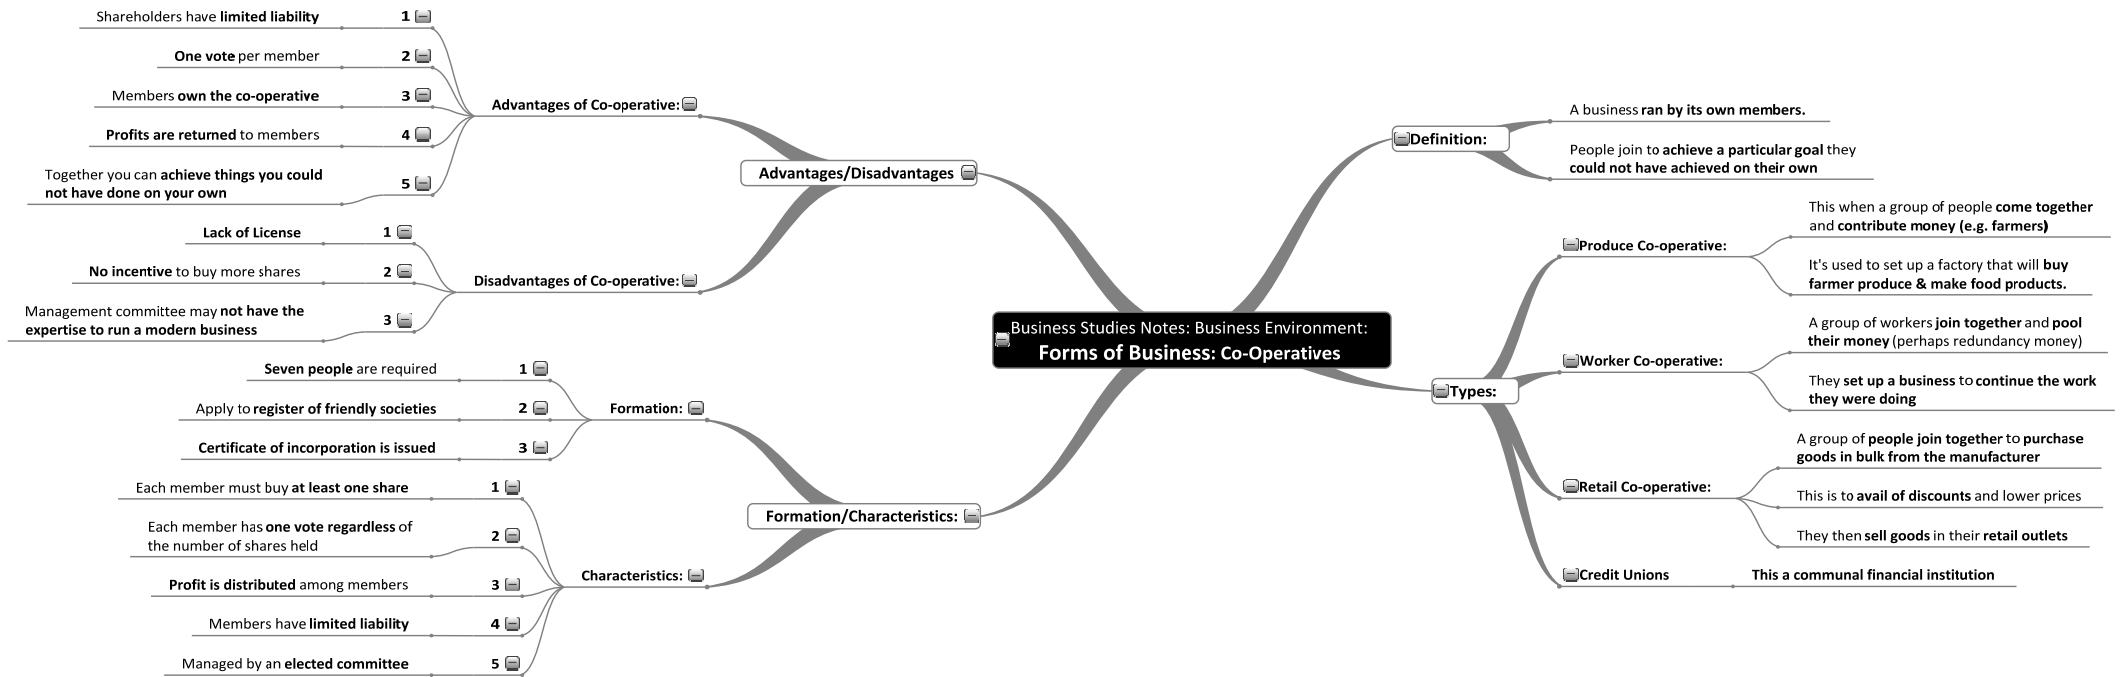 Business Studies Notes: Business Environment:
Forms of Business: Co-Operatives
Definition:
A business ran by its own members.
People join to achieve a particular goal they
could not have achieved on their own
Types:
Produce Co-operative:
This when a group of people come together
and contribute money (e.g. farmers)
It's used to set up a factory that will buy
farmer produce & make food products.
Worker Co-operative:
A group of workers join together and pool
their money (perhaps redundancy money)
They set up a business to continue the work
they were doing
Retail Co-operative:
A group of people join together to purchase
goods in bulk from the manufacturer
This is to avail of discounts and lower prices
They then sell goods in their retail outlets
Credit Unions
This a communal financial institution
Advantages/Disadvantages
Advantages of Co-operative:
1
Shareholders have limited liability
2
One vote per member
3
Members own the co-operative
4
Profits are returned to members
5
Together you can achieve things you could
not have done on your own
Disadvantages of Co-operative:
1
Lack of License
2
No incentive to buy more shares
3
Management committee may not have the
expertise to run a modern business
Formation/Characteristics:
Formation:
1
Seven people are required
2
Apply to register of friendly societies
3
Certificate of incorporation is issued
Characteristics:
1
Each member must buy at least one share
2
Each member has one vote regardless of
the number of shares held
3
Profit is distributed among members
4
Members have limited liability
5
Managed by an elected committee